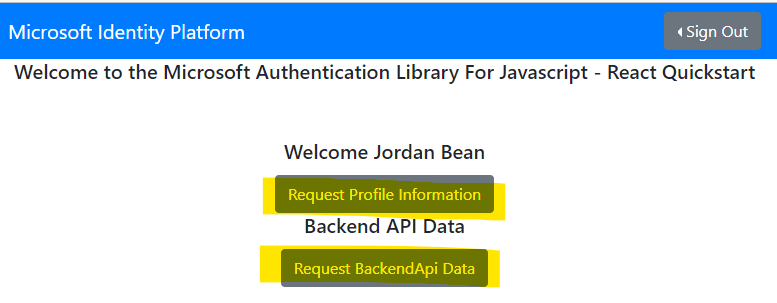 Microsoft Identity Platform
Sign Out
Welcome to the Microsoft Authentication Library For Javascript - React Quickstart
Welcome Jordan Bean
Request Profile Information
Backend API Data
Request BackendApi Data